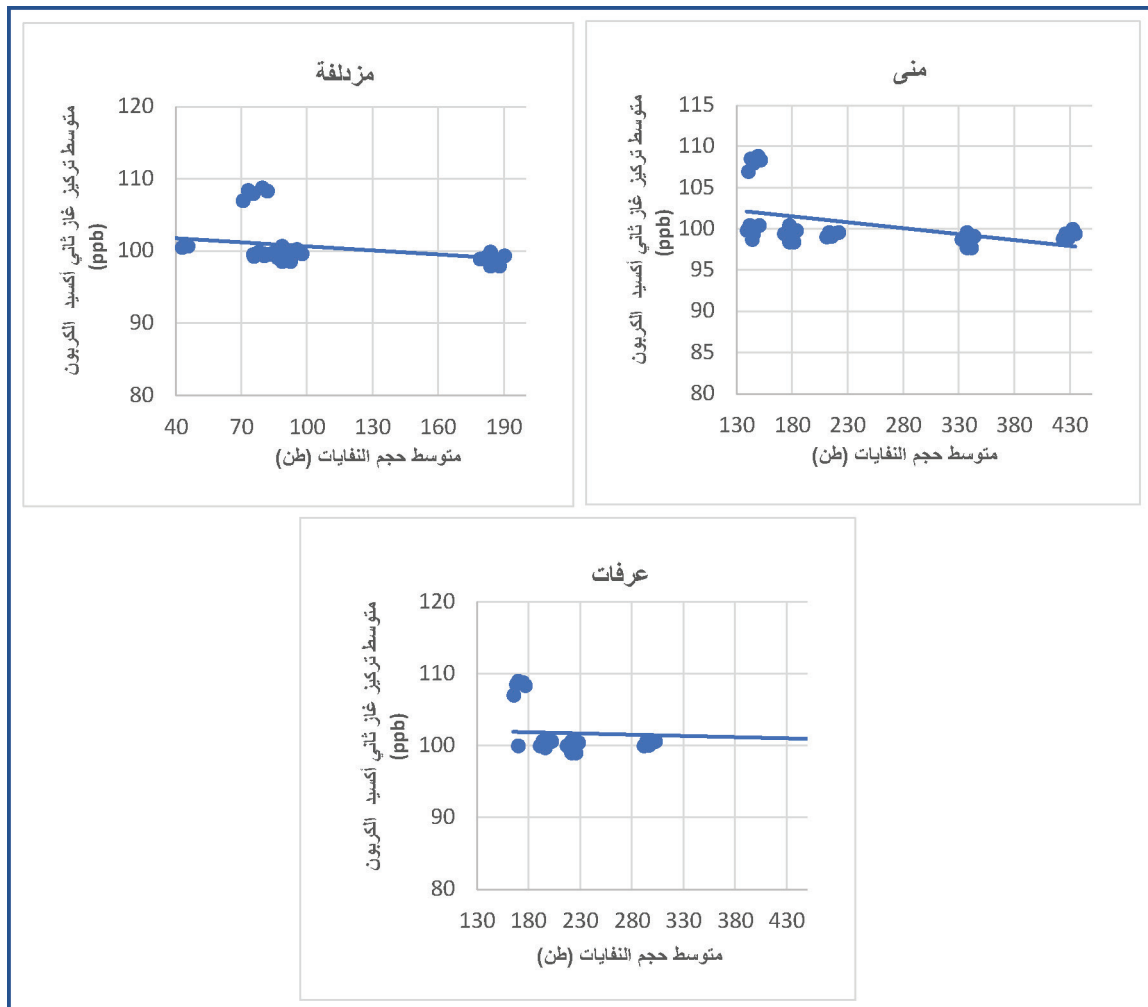 مزدلفة
متوسط تركيز غاز ثاني أكسيد الكربون
(ppb)
120
110
100
90
80
40 70 100 130 160 190
متوسط حجم النفايات (طن)
منى
متوسط تركيز غاز ثاني أكسيد الكربون
(ppb)
115
110
105
100
95
90
85
80
130 180 230 280 330 380 430
متوسط حجم النفايات (طن)
عرفات
متوسط تركيز غاز ثاني أكسيد الكربون
(ppb)
120
110
100
90
80
130 180 230 280 330 380 430
متوسط حجم النفايات (طن)